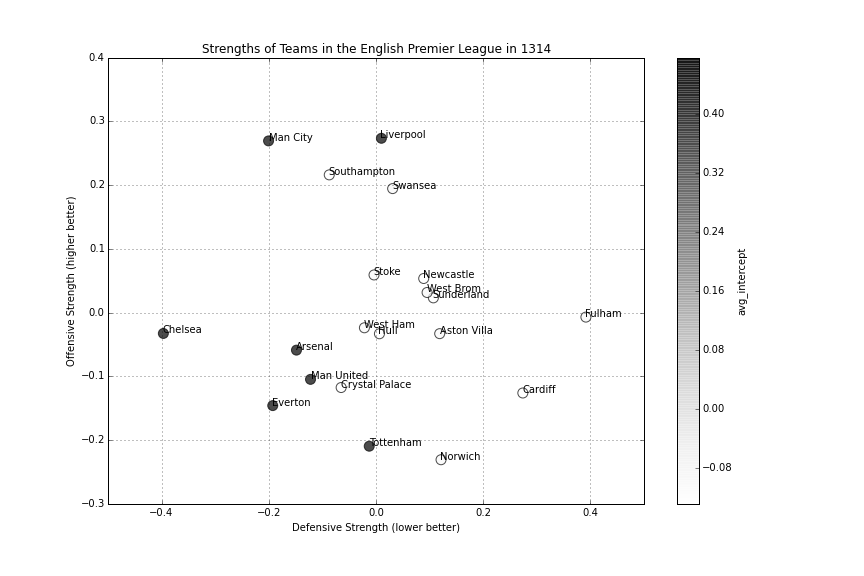 Strengths of Teams in the English Premier League in 1314
0.4
0.3
0.2
0.1
0.0
−0.1
−0.2
−0.3
Offensive Strength (higher better)
Man City
Liverpool
Southampton
Swansea
Stoke
Newcastle
West Brom
Sunderland
Fulham
West Ham
Hull
Aston Villa
Chelsea
Arsenal
Man United
Crystal Palace
Cardiff
Everton
Tottenham
Norwich
−0.4
−0.2
0.0
0.2
0.4
Defensive Strength (lower better)
0.40
0.32
0.24
0.16
0.08
0.00
−0.08
avg_intercept